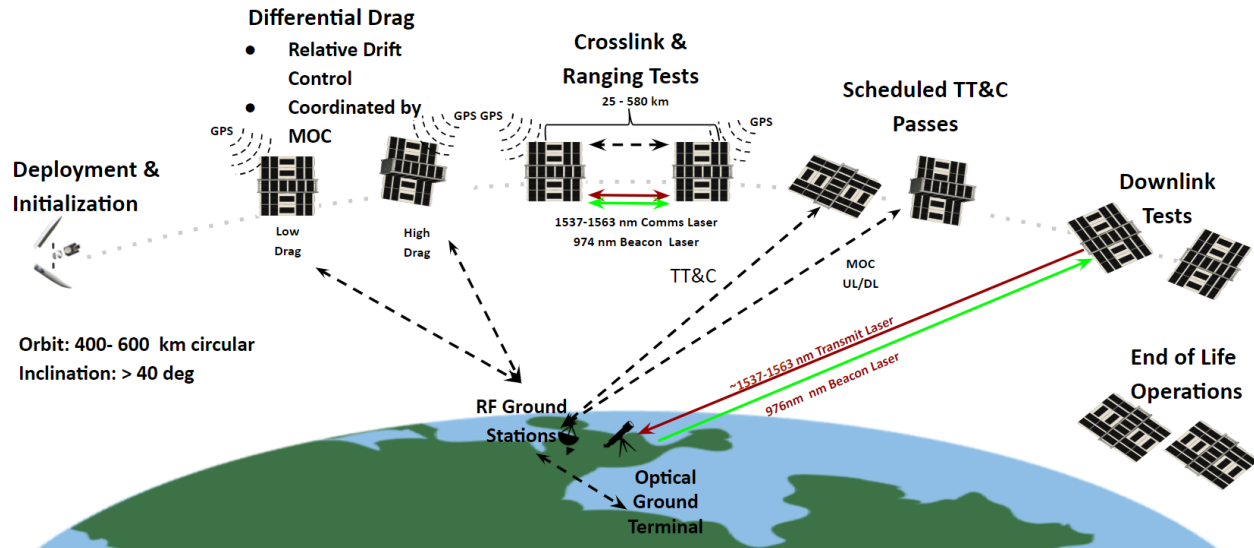 Differential Drag
● Relative Drift
Control
● Coordinated by
MOC
GPS
GPS GPS
Crosslink &
Ranging Tests
25 - 580 km
GPS
Scheduled TT&C
Passes
Deployment &
Initialization
Downlink
Tests
Low
Drag
High
Drag
1537-1563 nm Comms Laser
974 nm Beacon Laser
TT&C
MOC
UL/DL
Orbit: 400- 600 km circular
Inclination: > 40 deg
~1537-1563 nm Transmit Laser
976nm nm Beacon Laser
End of Life
Operations
RF Ground
Stations
Optical
Ground
Terminal